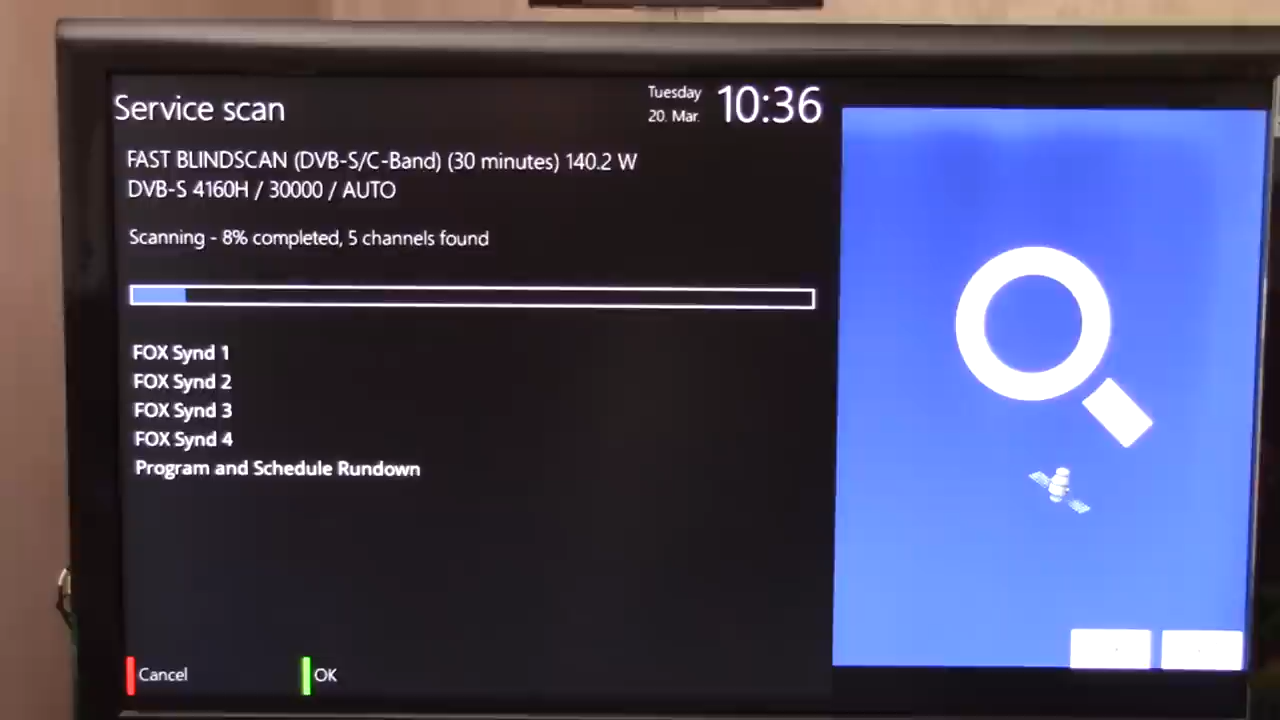 Service scan
Tuesday
20. Mar.
10:36
FAST BLINDSCAN (DVB-S/C-Band) (30 minutes) 140.2 W
DVB-S 4160H / 30000 / AUTO
Scanning - 8% completed, 5 channels found
FOX Synd 1
FOX Synd 2
FOX Synd 3
FOX Synd 4
Program and Schedule Rundown
Cancel
OK